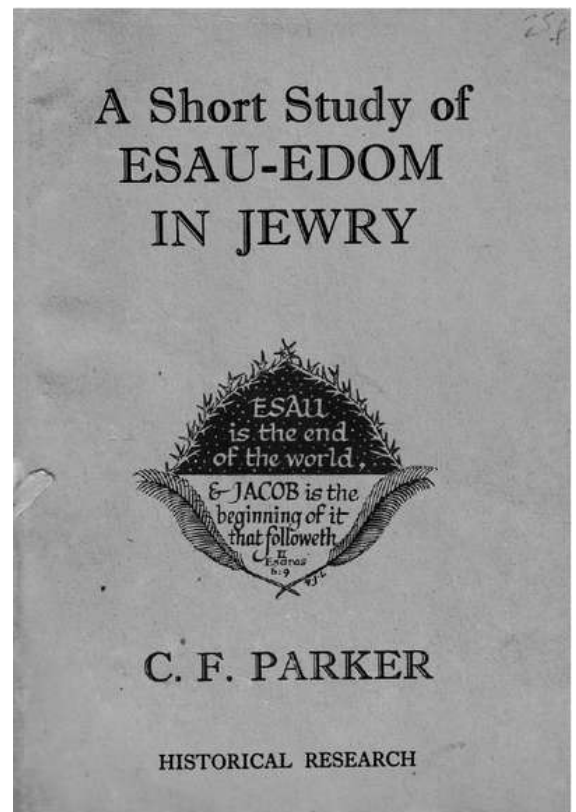 A Short Study of
ESAU-EDOM
IN JEWRY
ESAU
is the end
of the world,
& JACOB is the
beginning of it
that followeth
II
Esdras
6:9
C. F. PARKER
HISTORICAL RESEARCH